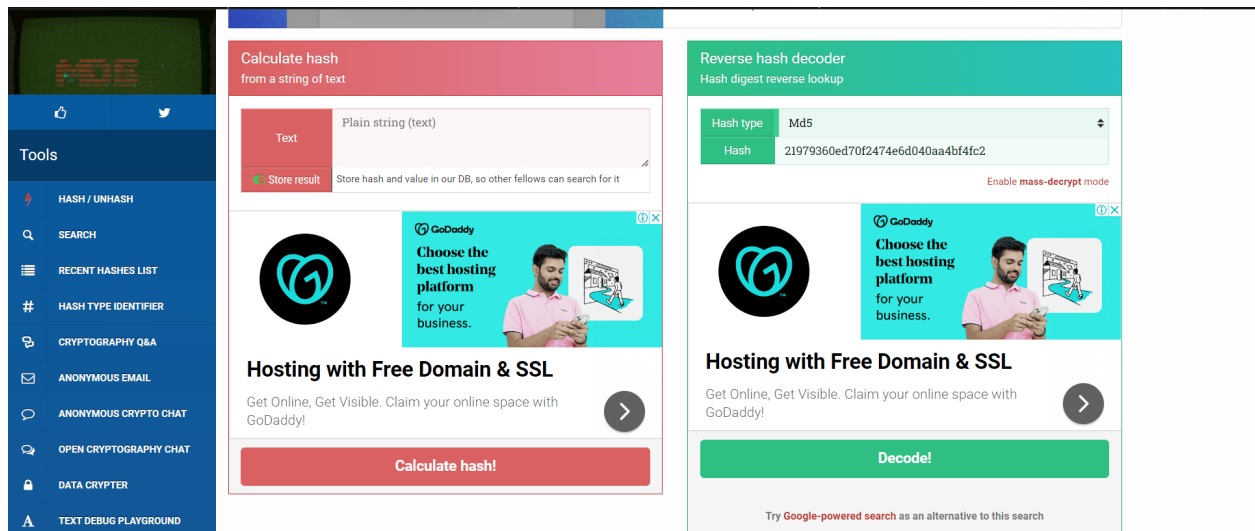 Tools
HASH / UNHASH
SEARCH
RECENT HASHES LIST
HASH TYPE IDENTIFIER
CRYPTOGRAPHY Q&A
ANONYMOUS EMAIL
ANONYMOUS CRYPTO CHAT
OPEN CRYPTOGRAPHY CHAT
DATA CRYPTER
TEXT DEBUG PLAYGROUND
Calculate hash
from a string of text
Text
Plain string (text)
Store result
Store hash and value in our DB, so other fellows can search for it
GoDaddy
Choose the
best hosting
platform
for your
business.
Hosting with Free Domain & SSL
Get Online, Get Visible. Claim your online space with
GoDaddy!
Calculate hash!
Reverse hash decoder
Hash digest reverse lookup
Hash type
Md5
Hash
21979360ed70f2474e6d040aa4bf4fc2
Enable mass-decrypt mode
GoDaddy
Choose the
best hosting
platform
for your
business.
Hosting with Free Domain & SSL
Get Online, Get Visible. Claim your online space with
GoDaddy!
Decode!
Try Google-powered search as an alternative to this search